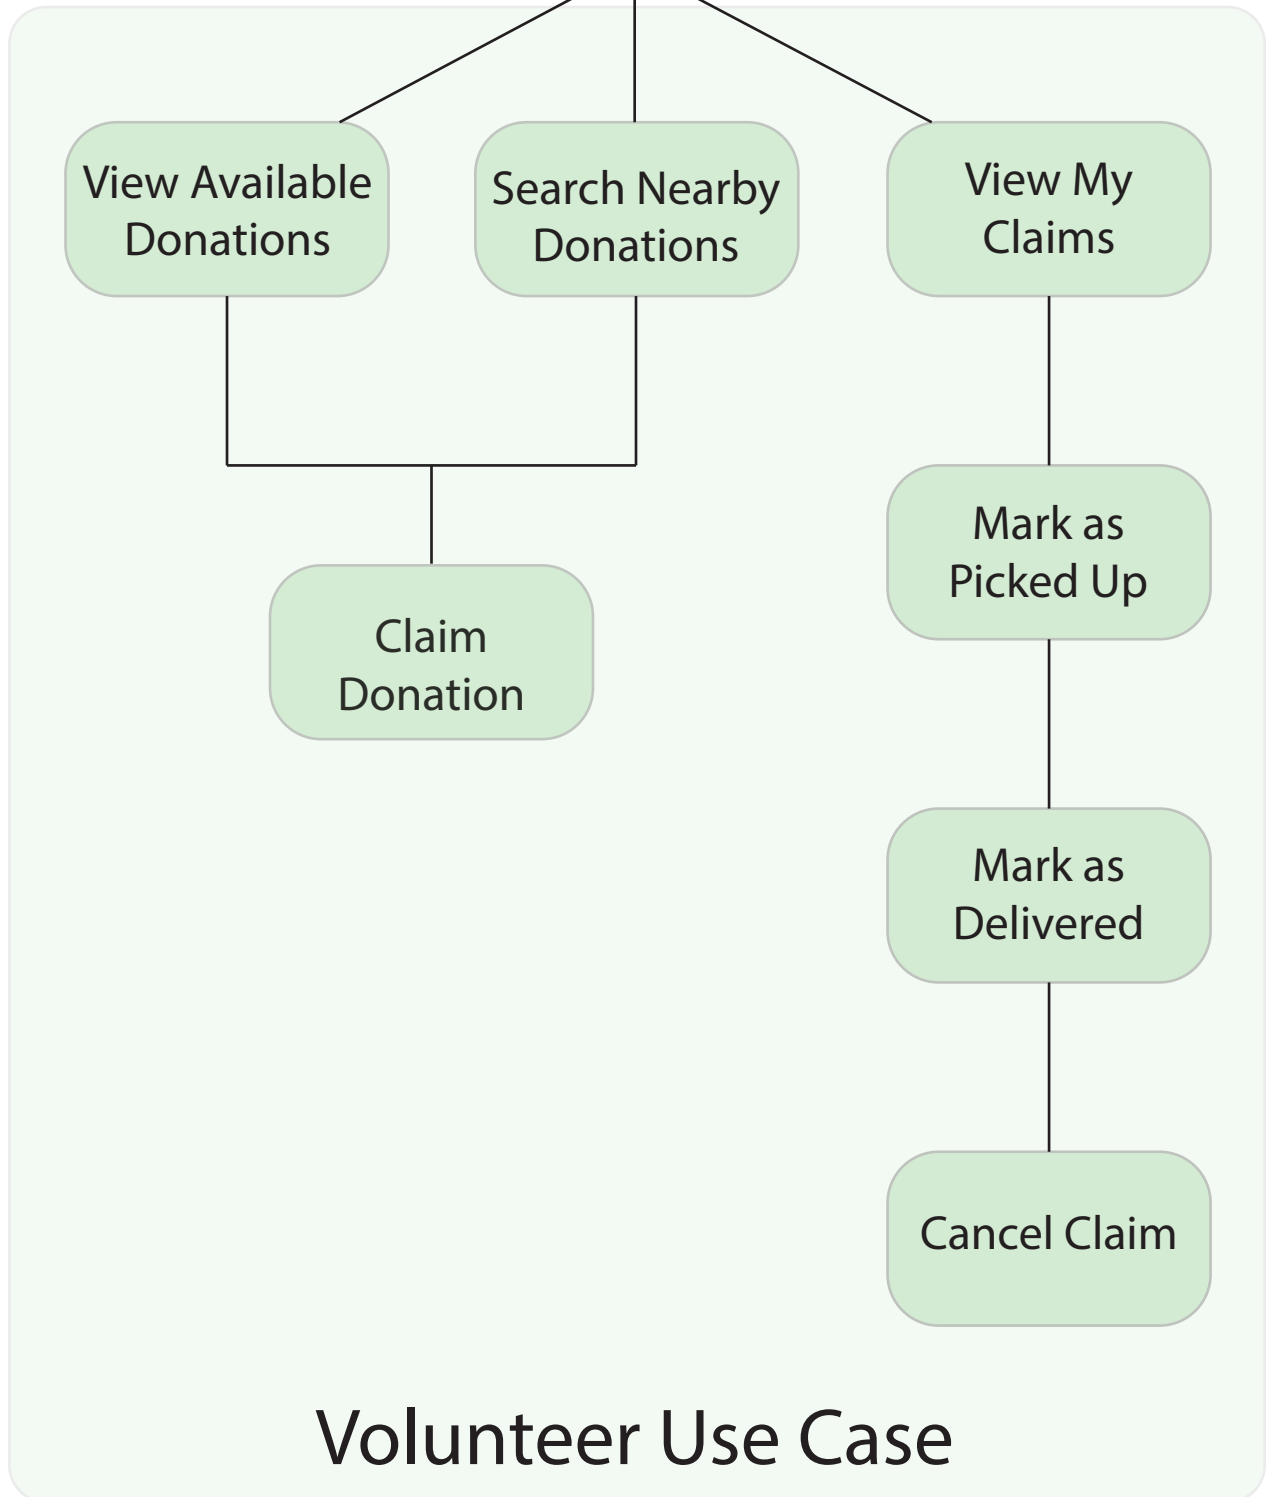 View Available
Donations
Search Nearby
Donations
View My
Claims
Mark as
Picked Up
Claim
Donation
Mark as
Delivered
Cancel Claim
Volunteer Use Case